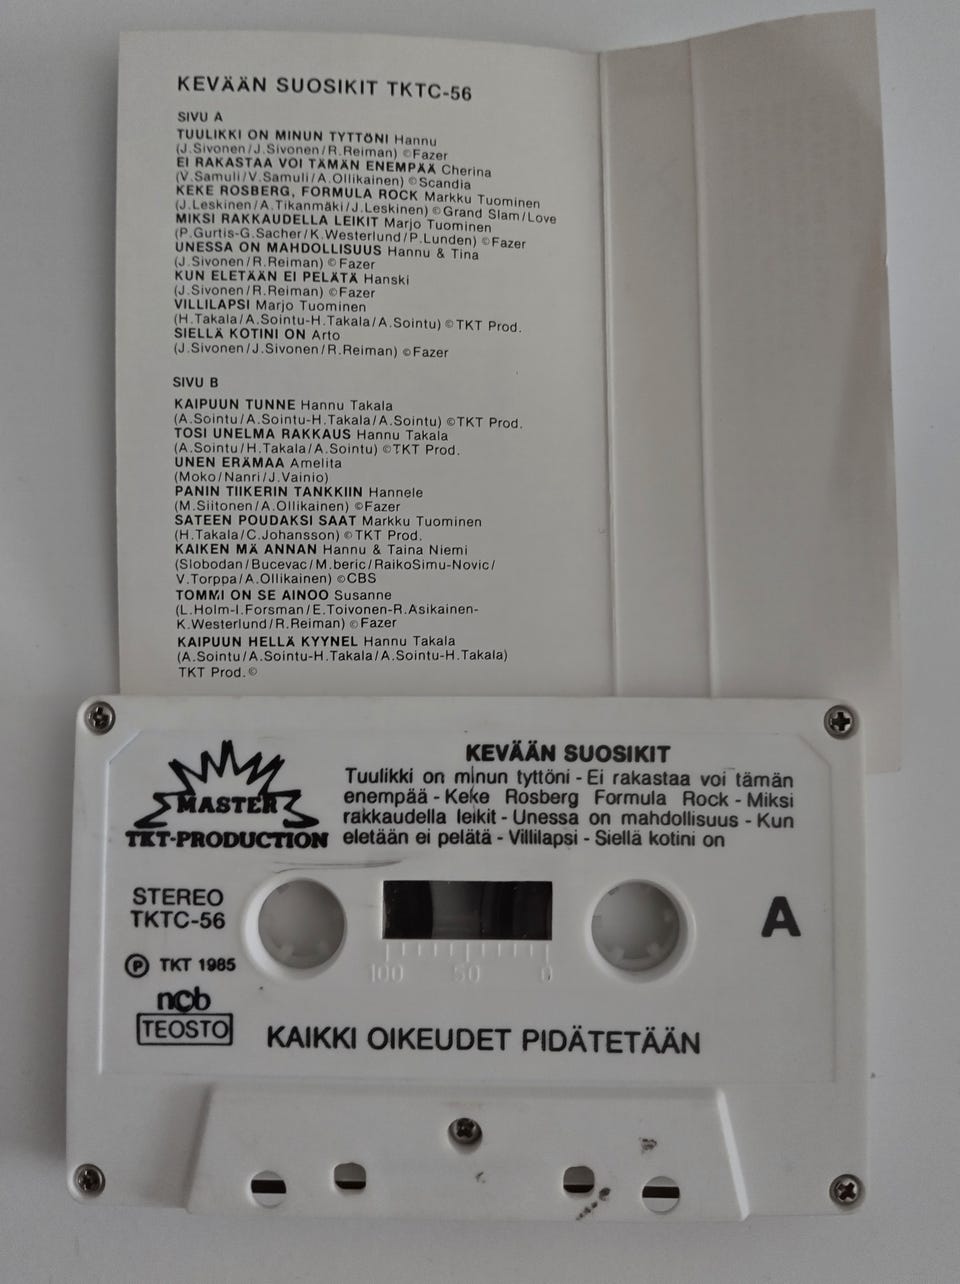 KEVÄÄN SUOSIKIT TKTC-56
SIVU A
TUULIKKI ON MINUN TYTTÖNI Hannu
(J.Sivonen/J.Sivonen/R.Reiman) ©Fazer
EI RAKASTAA VOI TÄMÄN ENEMPÄÄ Cherina
(V.Samuli/V.Samuli/A.Ollikainen) ©Scandia
KEKE ROSBERG, FORMULA ROCK Markku Tuominen
(J.Leskinen/A.Tikanmäki/J.Leskinen) ©Grand Slam/Love
MIKSI RAKKAUDELLA LEIKIT Marjo Tuominen
(P.Gurtis-G.Sacher/K.Westerlund/P.Lunden) ©Fazer
UNESSA ON MAHDOLLISUUS Hannu & Tina
(J.Sivonen/R.Reiman) ©Fazer
KUN ELETÄÄN EI PELÄTÄ Hanski
(J.Sivonen/R.Reiman) ©Fazer
VILLILAPSI Marjo Tuominen
(H.Takala/A.Sointu-H.Takala/A.Sointu) ©TKT Prod.
SIELLÄ KOTINI ON Arto
(J.Sivonen/J.Sivonen/R.Reiman) ©Fazer
SIVU B
KAIPUUN TUNNE Hannu Takala
(A.Sointu/A.Sointu-H.Takala/A.Sointu) ©TKT Prod.
TOSI UNELMA RAKKAUS Hannu Takala
(A.Sointu/H.Takala/A.Sointu) ©TKT Prod.
UNEN ERÄMAA Amelita
(Moko/Nanri/J.Vainio)
PANIN TIIKERIN TANKKIIN Hannele
(M.Siitonen/A.Ollikainen) ©Fazer
SATEEN POUDAKSI SAAT Markku Tuominen
(H.Takala/C.Johansson) ©TKT Prod.
KAIKEN MÄ ANNAN Hannu & Taina Niemi
(Slobodan/Bucevac/M.beric/RaikoSimu-Novic/
V.Torppa/A.Ollikainen) ©CBS
TOMMI ON SE AINOO Susanne
(L.Holm-I.Forsman/E.Toivonen-R.Asikainen-
K.Westerlund/R.Reiman) ©Fazer
KAIPUUN HELLÄ KYYNEL Hannu Takala
(A.Sointu/A.Sointu-H.Takala/A.Sointu-H.Takala)
TKT Prod.©
MASTER
TKT-PRODUCTION
KEVÄÄN SUOSIKIT
Tuulikki on minun tyttöni - Ei rakastaa voi tämän
enempää - Keke Rosberg Formula Rock - Miksi
rakkaudella leikit - Unessa on mahdollisuus - Kun
eletään ei pelätä - Villilapsi - Siellä kotini on
STEREO
TKTC-56
A
100 50 0
Ⓟ TKT 1985
ncb
TEOSTO
KAIKKI OIKEUDET PIDÄTETÄÄN